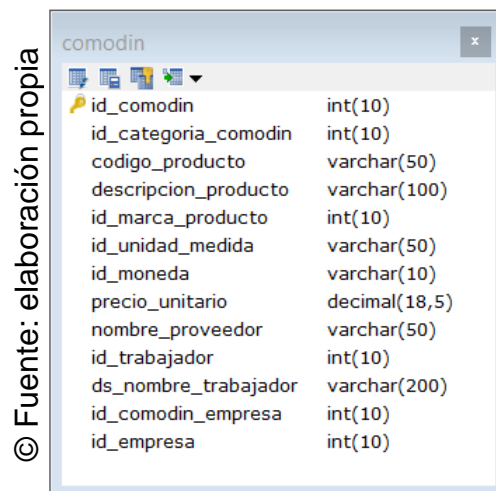 © Fuente: elaboración propia
comodin x
id_comodin int(10)
id_categoria_comodin int(10)
codigo_producto varchar(50)
descripcion_producto varchar(100)
id_marca_producto int(10)
id_unidad_medida varchar(50)
id_moneda varchar(10)
precio_unitario decimal(18,5)
nombre_proveedor varchar(50)
id_trabajador int(10)
ds_nombre_trabajador varchar(200)
id_comodin_empresa int(10)
id_empresa int(10)